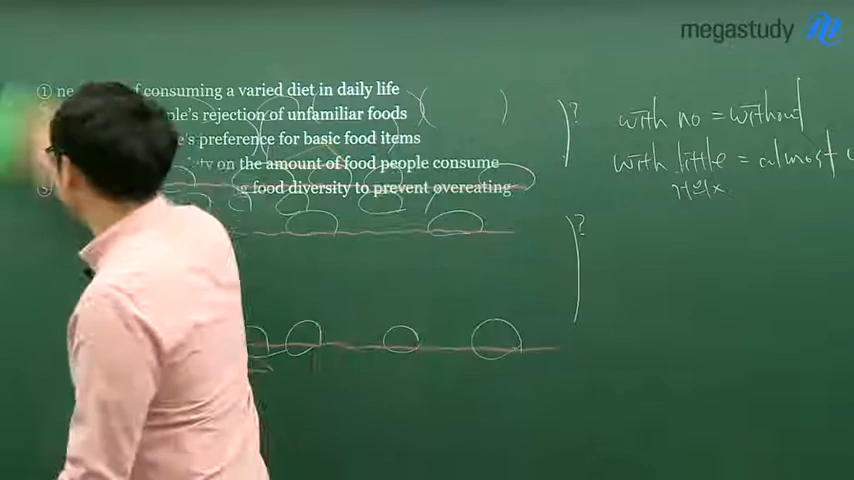 megastudy
① ne f consuming a varied diet in daily life
ple's rejection of unfamiliar foods
's preference for basic food items
ty on the amount of food people consume
g food diversity to prevent overeating
?
with no = without
with little = almost
거의 x
?